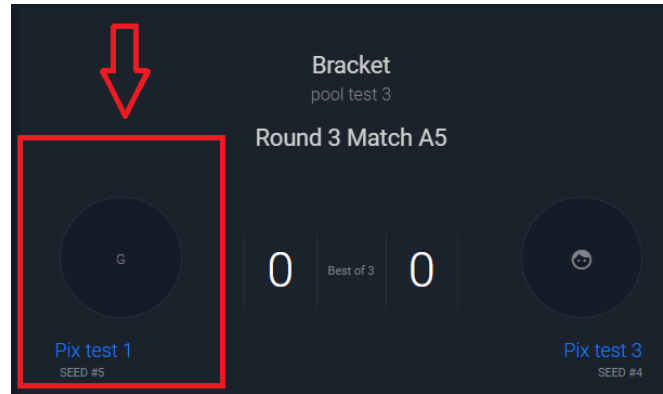 Bracket
pool test 3
Round 3 Match A5
G
0
Best of 3
0
Pix test 1
SEED #5
Pix test 3
SEED #4